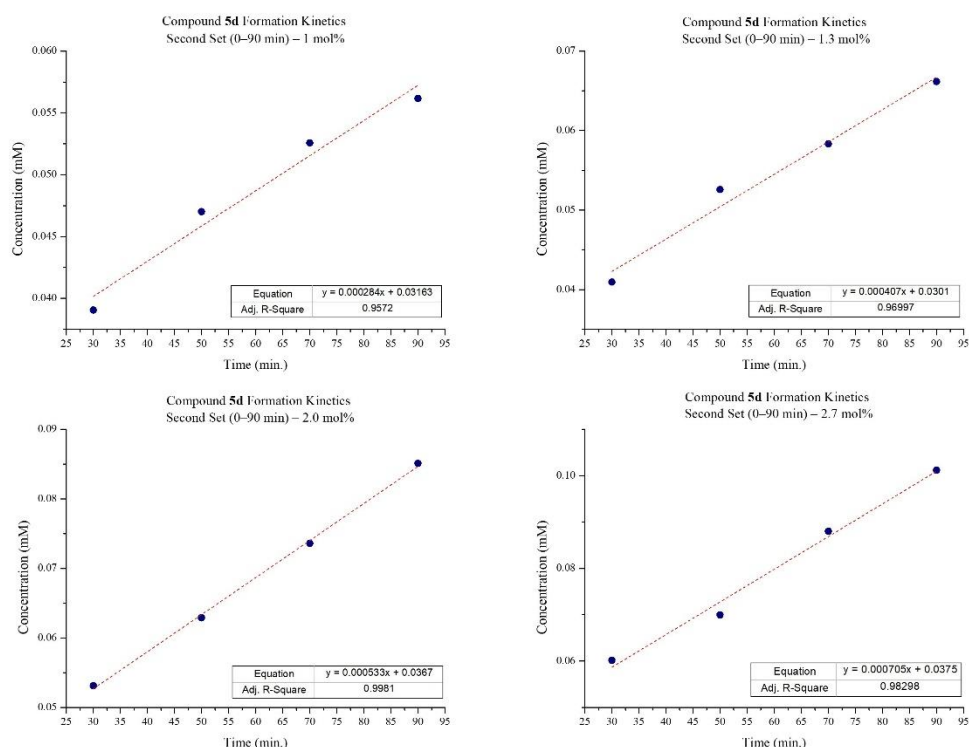 Compound 5d Formation Kinetics
Second Set (0–90 min) – 1 mol%
0.060
0.055
0.050
0.045
0.040
Concentration (mM)
Equation y = 0.000284x + 0.03163
Adj. R-Square 0.9572
25 30 35 40 45 50 55 60 65 70 75 80 85 90 95
Time (min.)
Compound 5d Formation Kinetics
Second Set (0–90 min) – 1.3 mol%
0.07
0.06
0.05
0.04
Concentration (mM)
Equation y = 0.000407x + 0.0301
Adj. R-Square 0.96997
25 30 35 40 45 50 55 60 65 70 75 80 85 90 95
Time (min.)
Compound 5d Formation Kinetics
Second Set (0–90 min) – 2.0 mol%
0.09
0.08
0.07
0.06
0.05
Concentration (mM)
Equation y = 0.000533x + 0.0367
Adj. R-Square 0.9981
25 30 35 40 45 50 55 60 65 70 75 80 85 90 95
Time (min.)
Compound 5d Formation Kinetics
Second Set (0–90 min) – 2.7 mol%
0.10
0.08
0.06
Concentration (mM)
Equation y = 0.000705x + 0.0375
Adj. R-Square 0.98298
25 30 35 40 45 50 55 60 65 70 75 80 85 90 95
Time (min.)